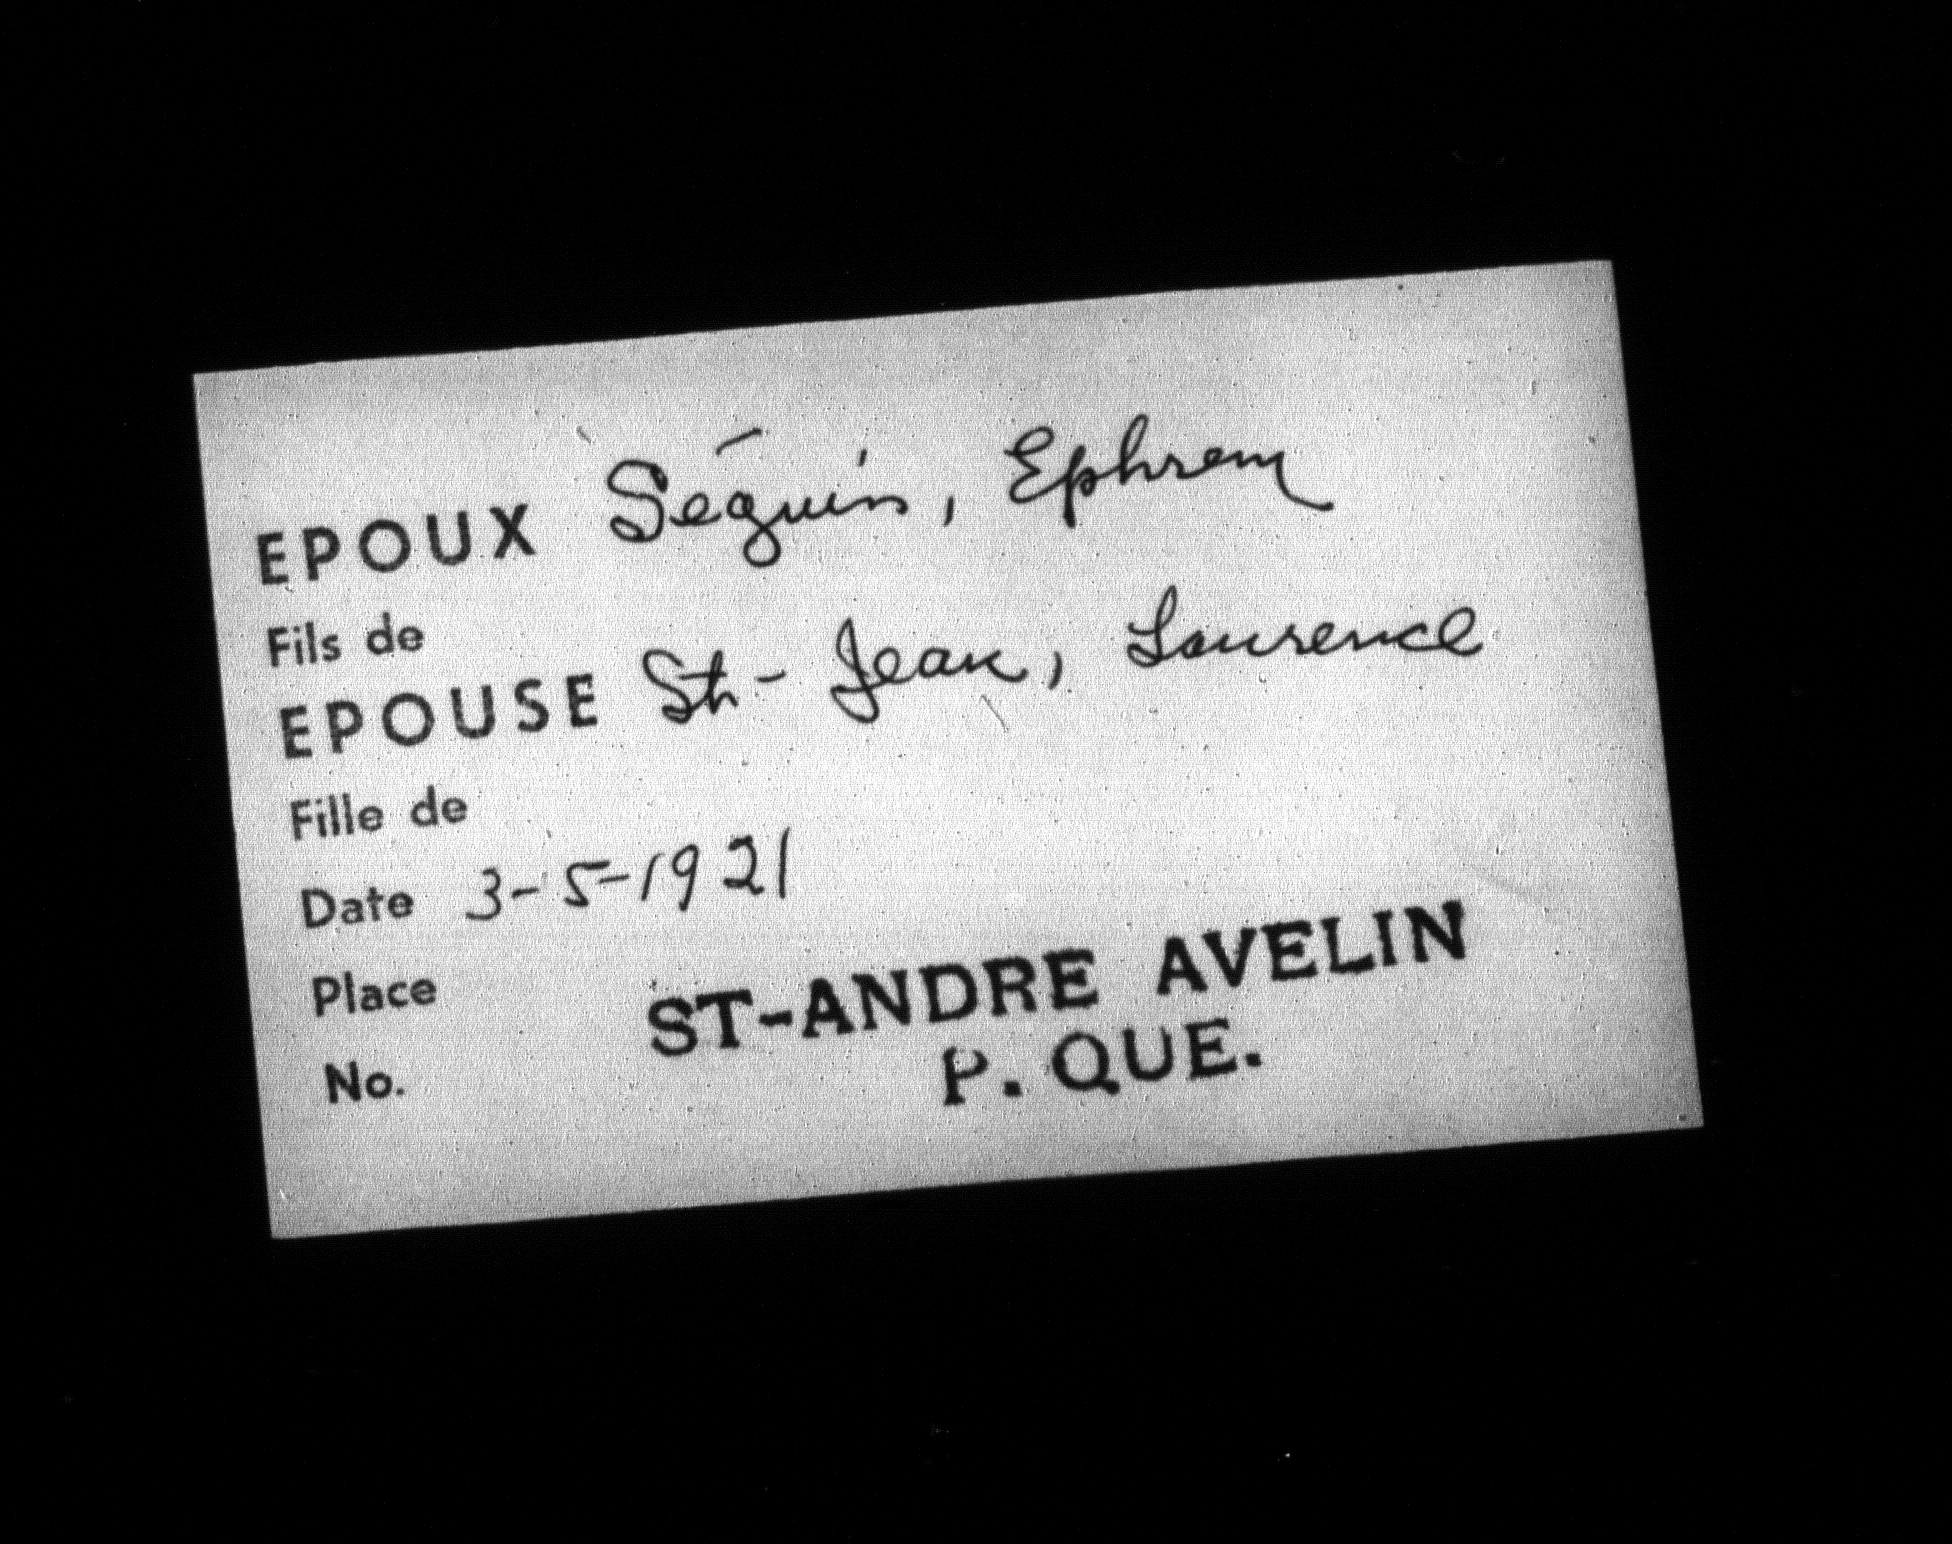 EPOUX Séguin, Ephrem
Fils de
EPOUSE St-Jean, Laurence
Fille de
Date 3-5-1921
Place ST-ANDRE AVELIN
P. QUE.
No.